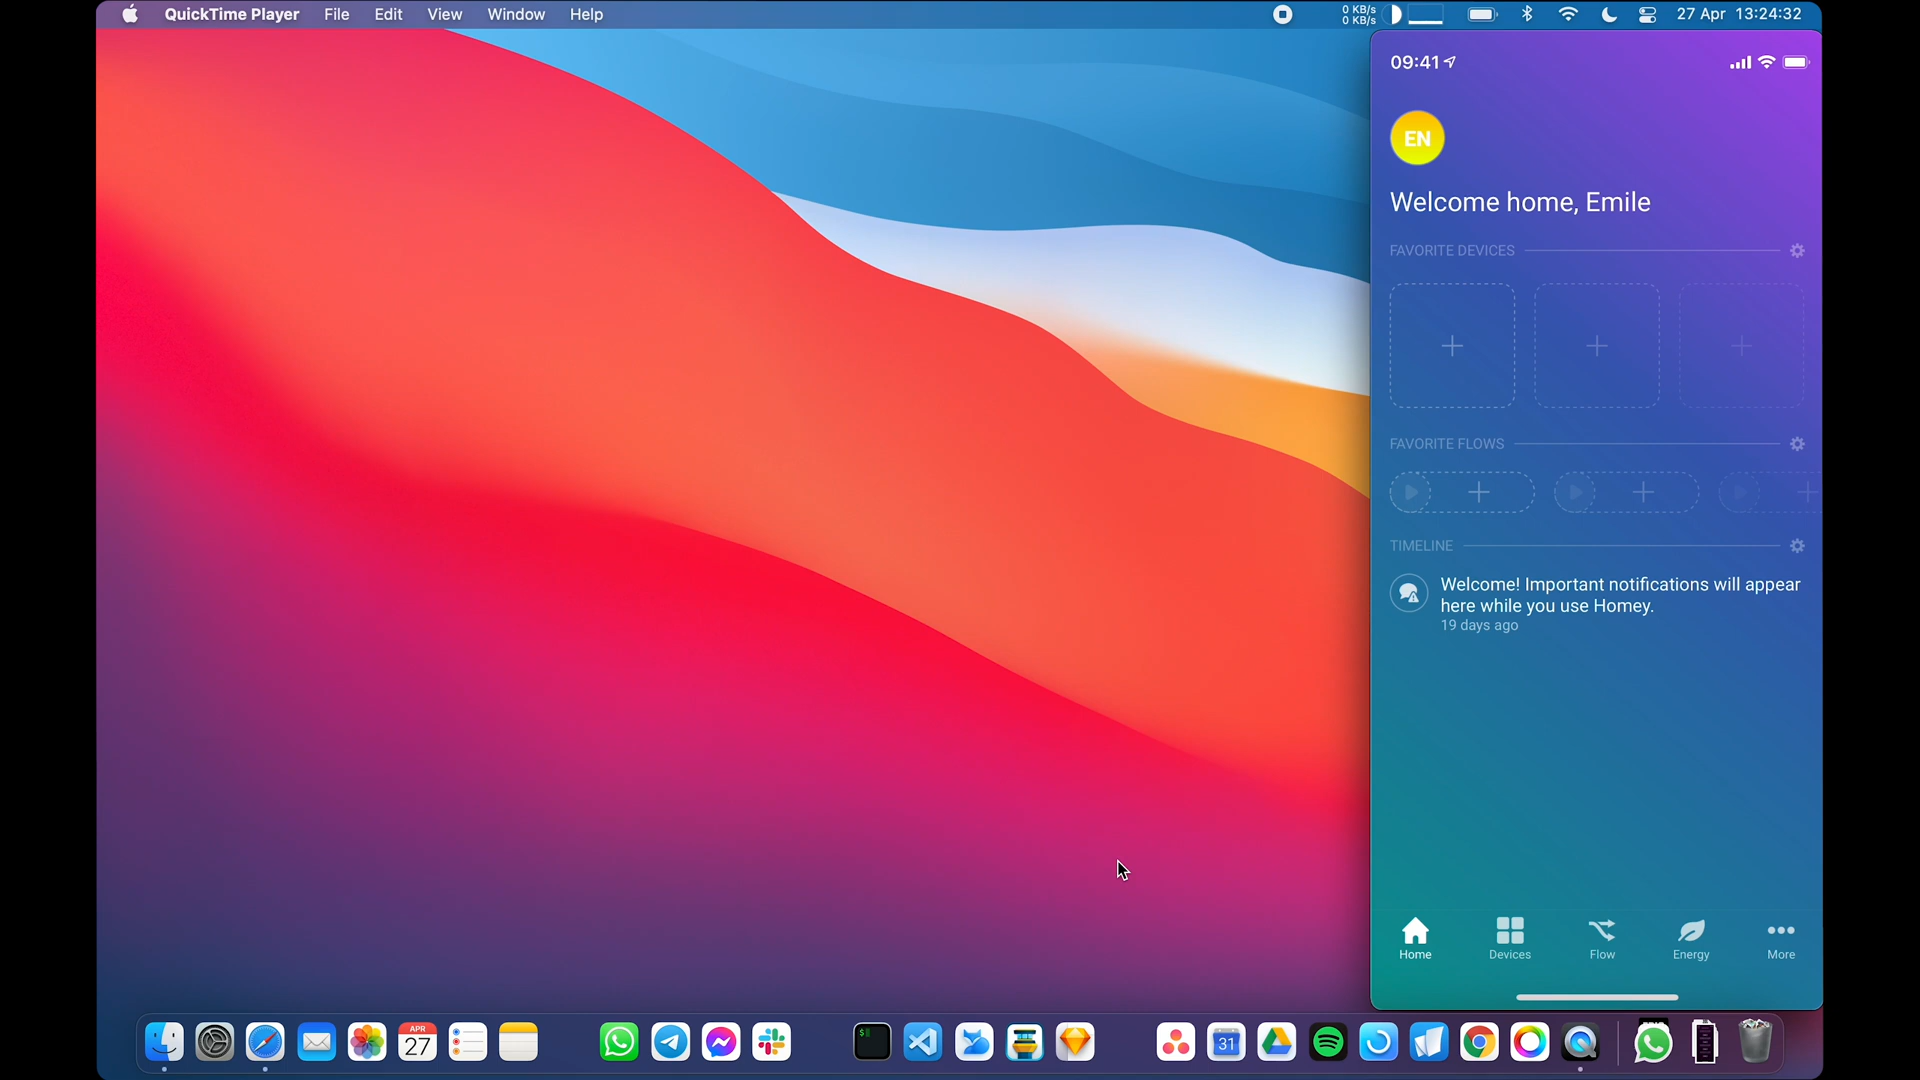 QuickTime Player File Edit View Window Help
0 KB/s
0 KB/s
27 Apr 13:24:32
09:41
EN
Welcome home, Emile
FAVORITE DEVICES
FAVORITE FLOWS
TIMELINE
Welcome! Important notifications will appear
here while you use Homey.
19 days ago
Home Devices Flow Energy More
APR
27
$
31